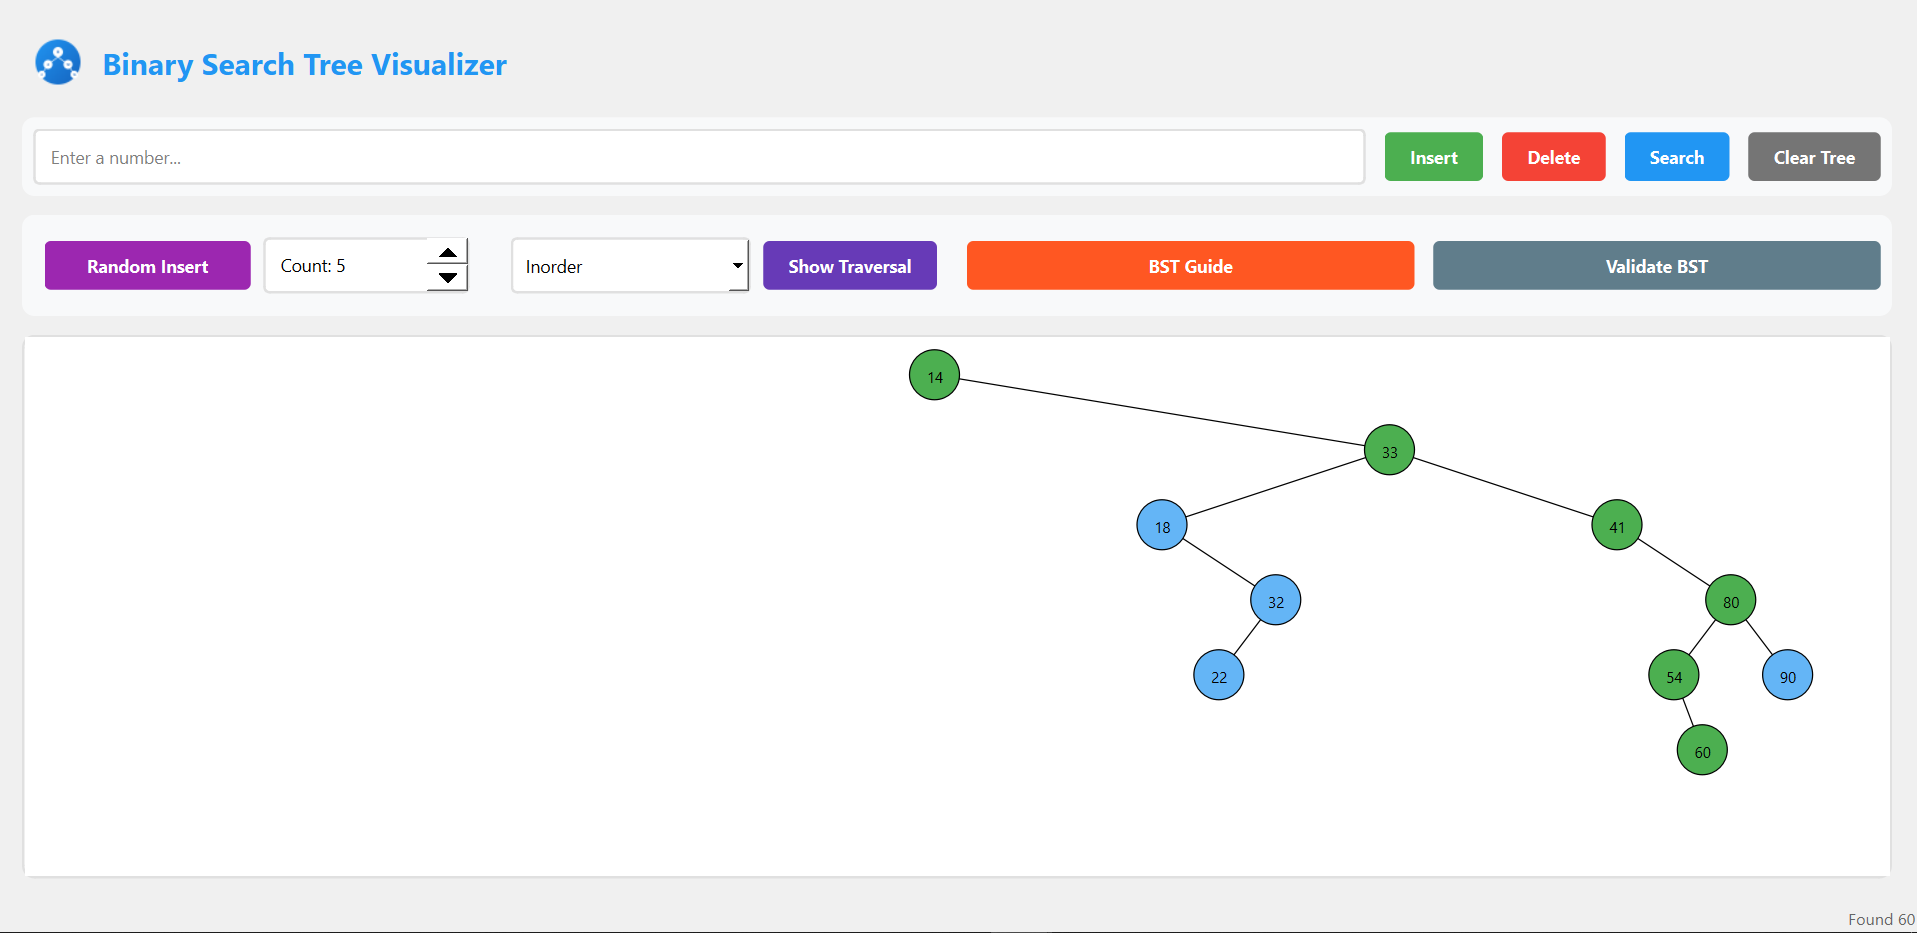 Binary Search Tree Visualizer
Enter a number...
Insert
Delete
Search
Clear Tree
Random Insert
Count: 5
Inorder
Show Traversal
BST Guide
Validate BST
14
33
18
41
32
80
22
54
90
60
Found 60